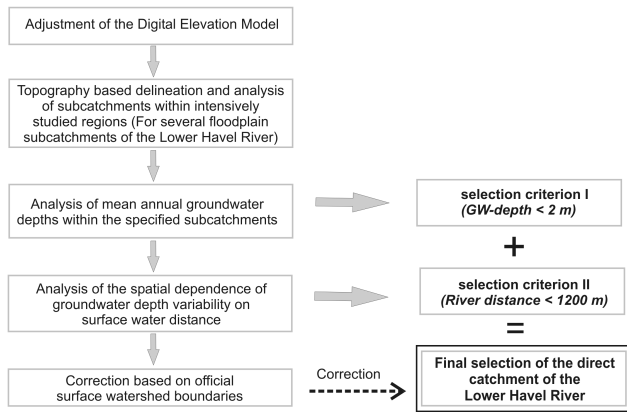 Adjustment of the Digital Elevation Model
Topography based delineation and analysis
of subcatchments within intensively
studied regions (For several floodplain
subcatchments of the Lower Havel River)
Analysis of mean annual groundwater
depths within the specified subcatchments
selection criterion I
(GW-depth < 2 m)
+
Analysis of the spatial dependence of
groundwater depth variability on
surface water distance
selection criterion II
(River distance < 1200 m)
=
Correction based on official
surface watershed boundaries
Correction
Final selection of the direct
catchment of the
Lower Havel River